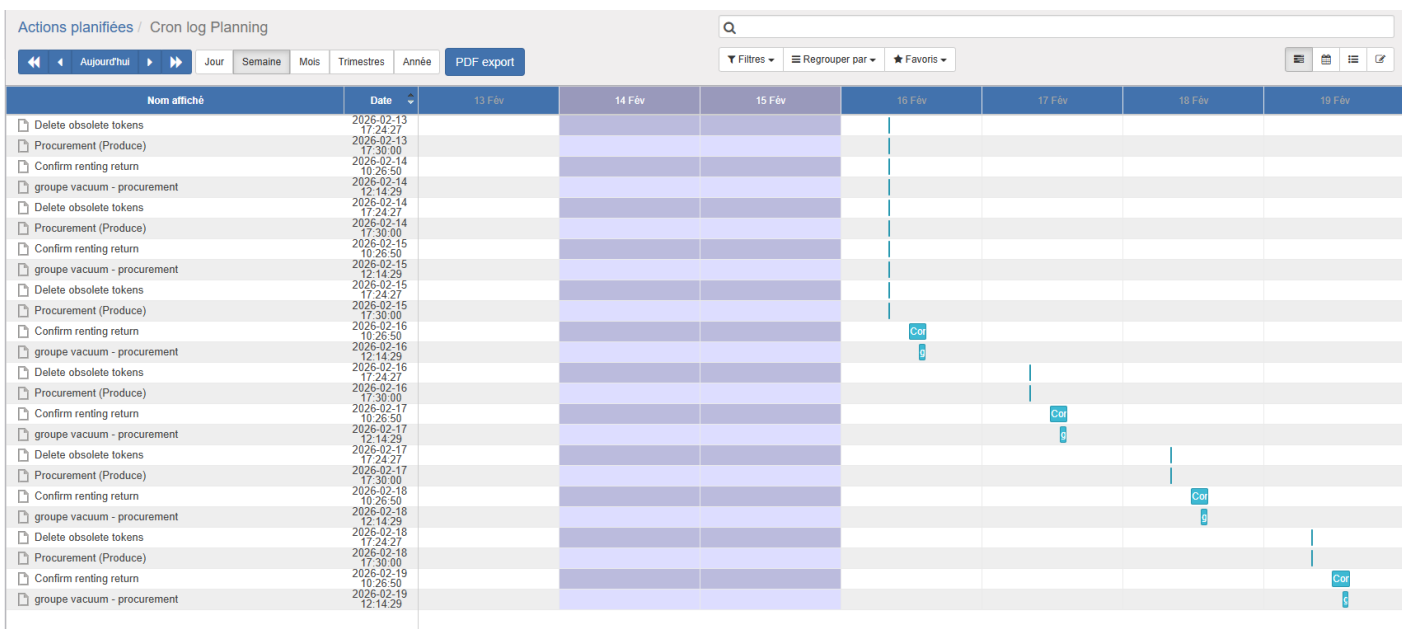 Actions planifiées / Cron log Planning
Aujourd'hui Jour Semaine Mois Trimestres Année PDF export Filtres Regrouper par Favoris
Nom affiché Date 13 Fév 14 Fév 15 Fév 16 Fév 17 Fév 18 Fév 19 Fév
Delete obsolete tokens 2026-02-13 17:24:27
Procurement (Produce) 2026-02-13 17:30:00
Confirm renting return 2026-02-14 10:26:50
groupe vacuum - procurement 2026-02-14 12:14:29
Delete obsolete tokens 2026-02-14 17:24:27
Procurement (Produce) 2026-02-14 17:30:00
Confirm renting return 2026-02-15 10:26:50
groupe vacuum - procurement 2026-02-15 12:14:29
Delete obsolete tokens 2026-02-15 17:24:27
Procurement (Produce) 2026-02-15 17:30:00
Confirm renting return 2026-02-16 10:26:50 Cor
groupe vacuum - procurement 2026-02-16 12:14:29 g
Delete obsolete tokens 2026-02-16 17:24:27
Procurement (Produce) 2026-02-16 17:30:00
Confirm renting return 2026-02-17 10:26:50 Cor
groupe vacuum - procurement 2026-02-17 12:14:29 g
Delete obsolete tokens 2026-02-17 17:24:27
Procurement (Produce) 2026-02-17 17:30:00
Confirm renting return 2026-02-18 10:26:50 Cor
groupe vacuum - procurement 2026-02-18 12:14:29 g
Delete obsolete tokens 2026-02-18 17:24:27
Procurement (Produce) 2026-02-18 17:30:00
Confirm renting return 2026-02-19 10:26:50 Cor
groupe vacuum - procurement 2026-02-19 12:14:29